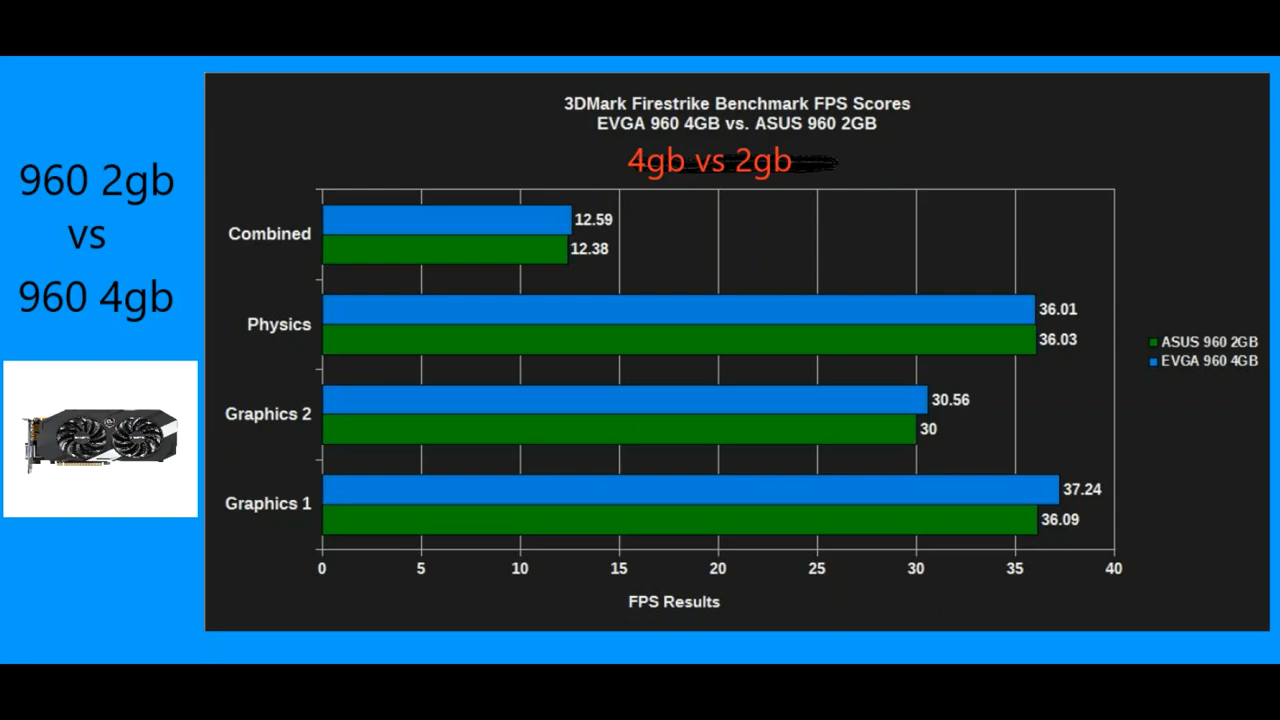 960 2gb
vs
960 4gb
3DMark Firestrike Benchmark FPS Scores
EVGA 960 4GB vs. ASUS 960 2GB
4gb vs 2gb
Combined
12.59
12.38
Physics
36.01
36.03
Graphics 2
30.56
30
Graphics 1
37.24
36.09
0 5 10 15 20 25 30 35 40
FPS Results
ASUS 960 2GB
EVGA 960 4GB